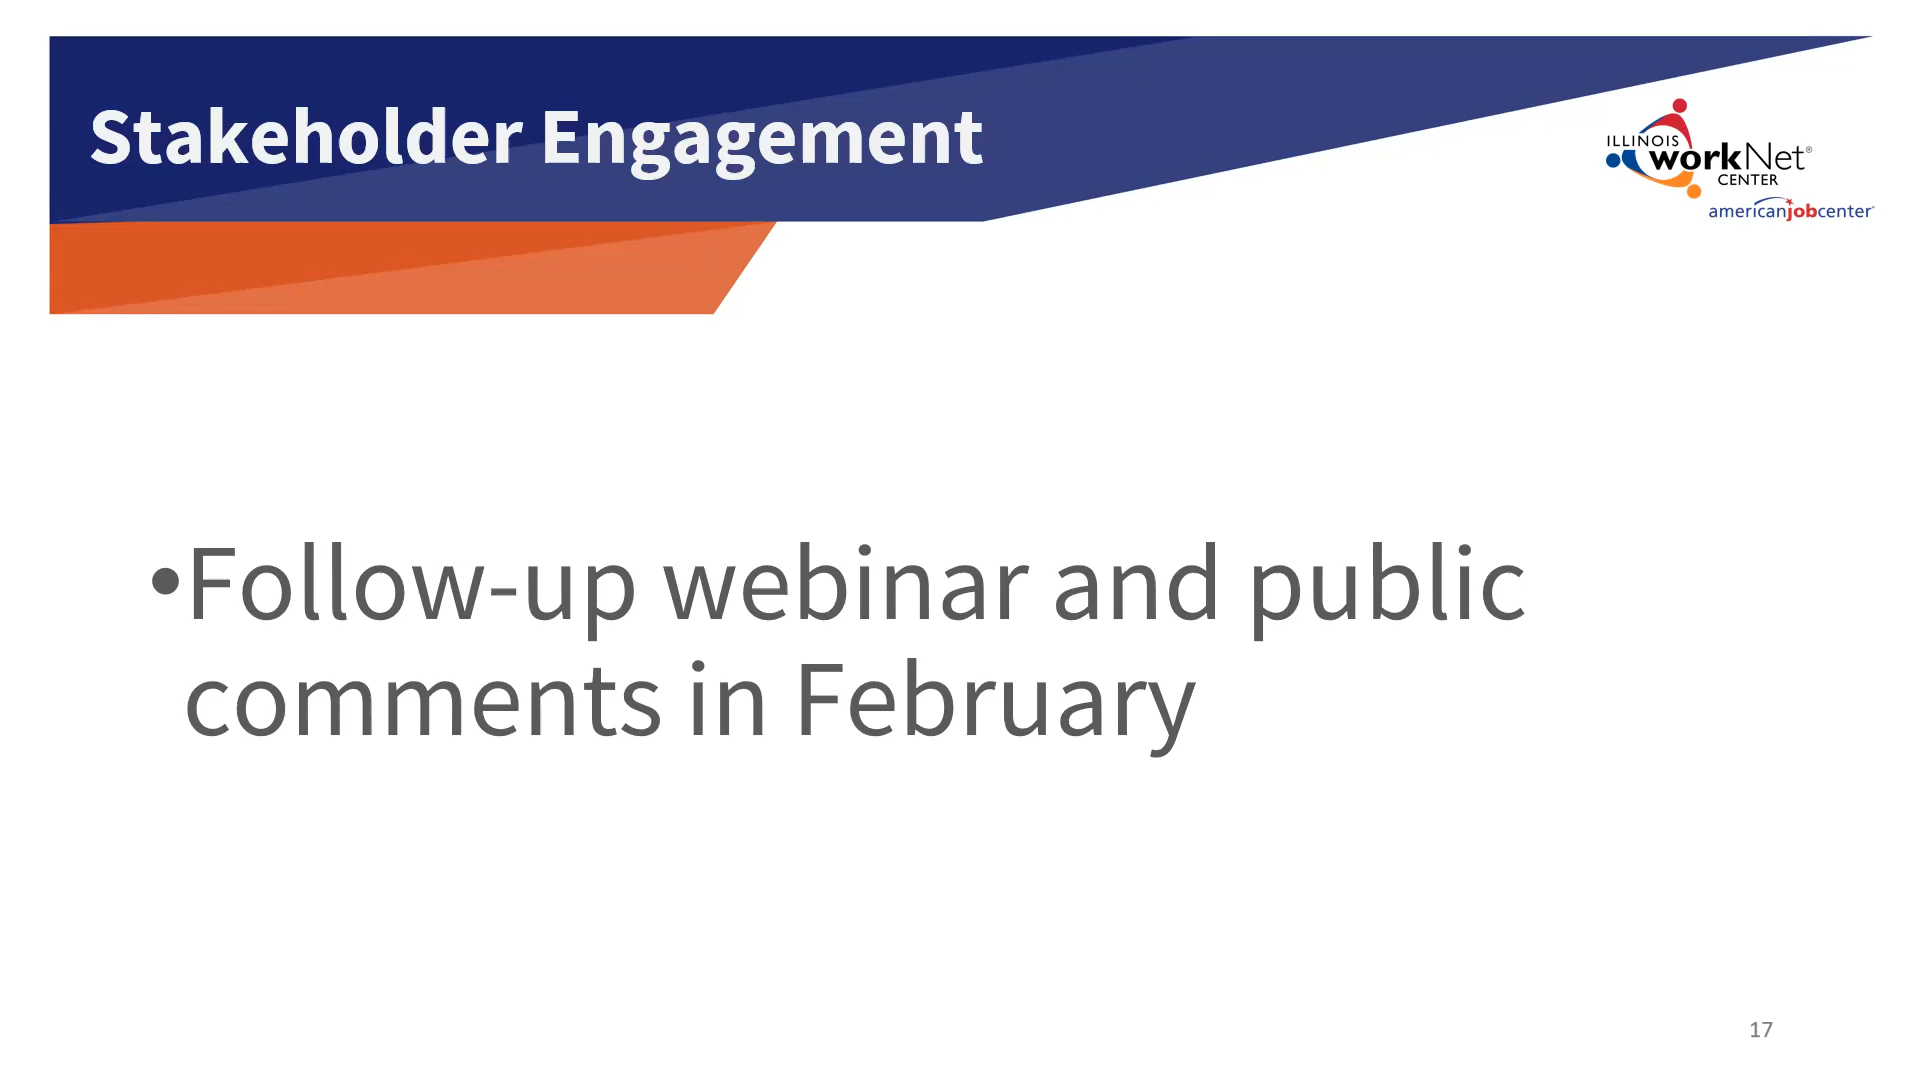 Stakeholder Engagement
ILLINOIS
workNet®
CENTER
americanjobcenter
•Follow-up webinar and public
comments in February
17